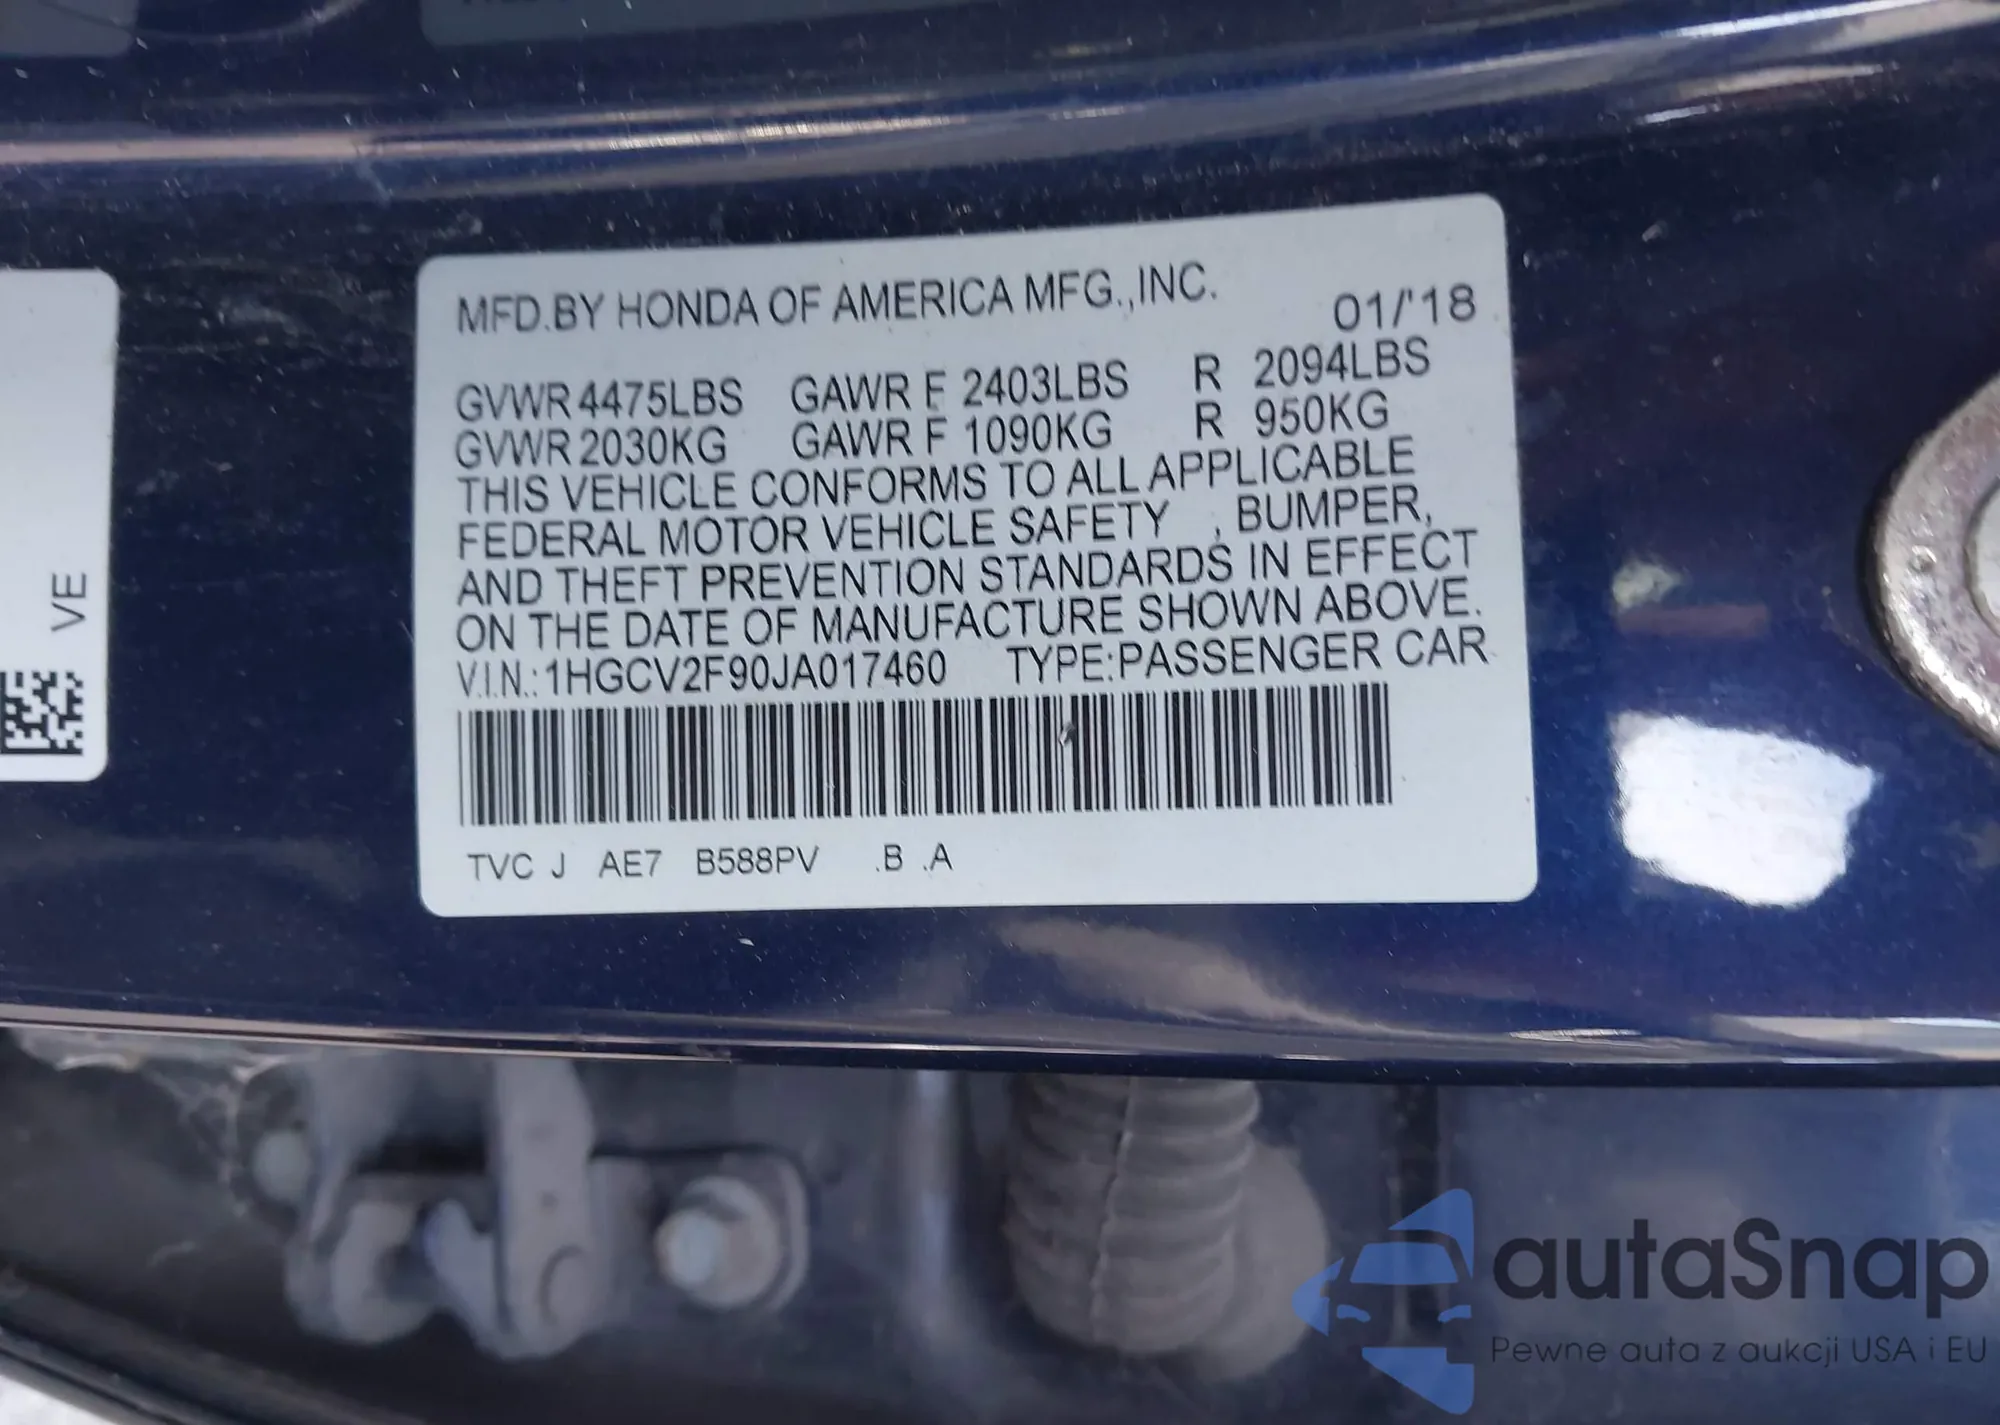 MFD.BY HONDA OF AMERICA MFG.,INC.
01/'18
GVWR 4475LBS GAWR F 2403LBS R 2094LBS
GVWR 2030KG GAWR F 1090KG R 950KG
THIS VEHICLE CONFORMS TO ALL APPLICABLE
FEDERAL MOTOR VEHICLE SAFETY , BUMPER,
AND THEFT PREVENTION STANDARDS IN EFFECT
ON THE DATE OF MANUFACTURE SHOWN ABOVE.
V.I.N.: 1HGCV2F90JA017460 TYPE:PASSENGER CAR
TVC J AE7 B588PV .B .A
VE
autaSnap
Pewne auta z aukcji USA i EU